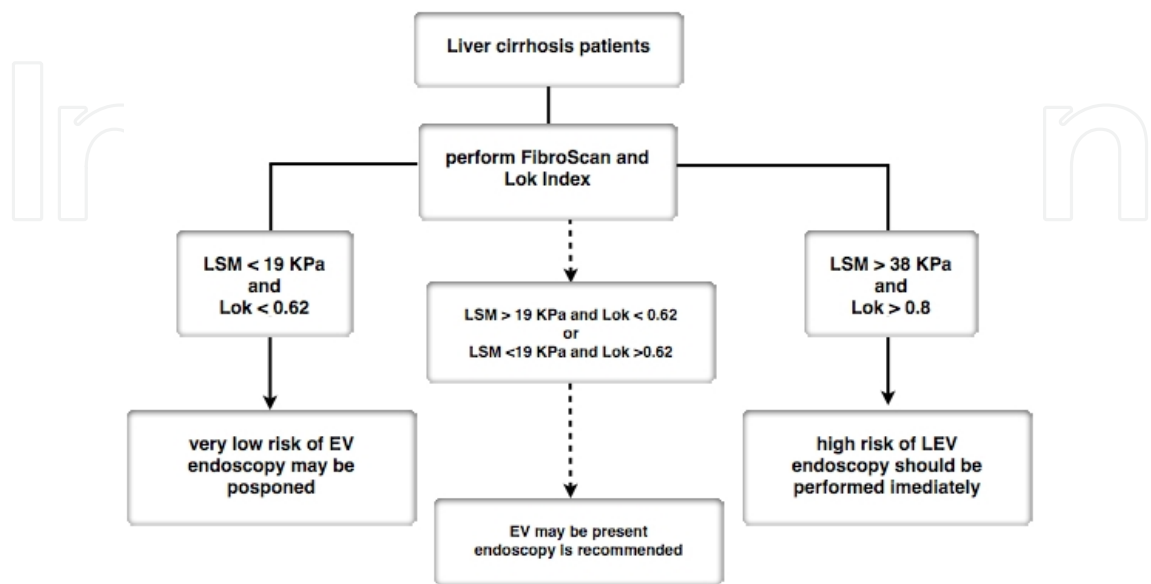 Liver cirrhosis patients
perform FibroScan and
Lok Index
LSM < 19 KPa
and
Lok < 0.62
LSM > 19 KPa and Lok < 0.62
or
LSM <19 KPa and Lok >0.62
LSM > 38 KPa
and
Lok > 0.8
very low risk of EV
endoscopy may be
posponed
EV may be present
endoscopy is recommended
high risk of LEV
endoscopy should be
performed imediately